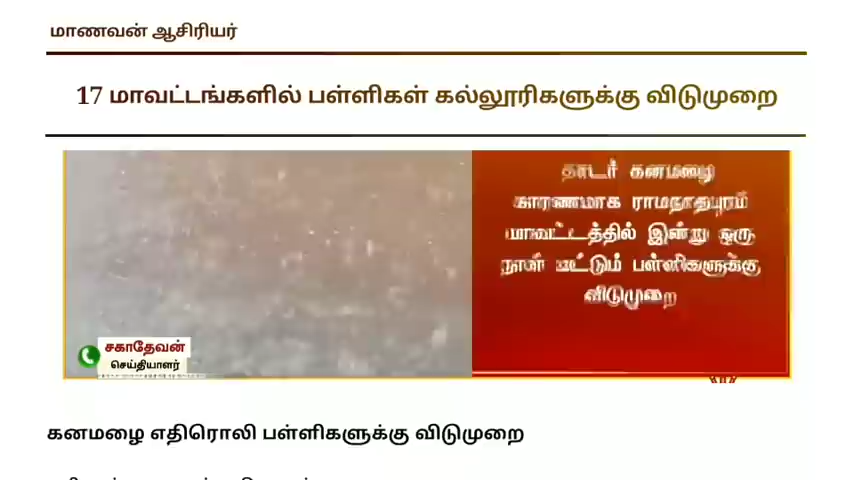 மாணவன் ஆசிரியர்
17 மாவட்டங்களில் பள்ளிகள் கல்லூரிகளுக்கு விடுமுறை
தொடர் கனமழை
காரணமாக ராமநாதபுரம்
மாவட்டத்தில் இன்று ஒரு
நாள் மட்டும் பள்ளிகளுக்கு
விடுமுறை
சகாதேவன்
செய்தியாளர்
கனமழை எதிரொலி பள்ளிகளுக்கு விடுமுறை